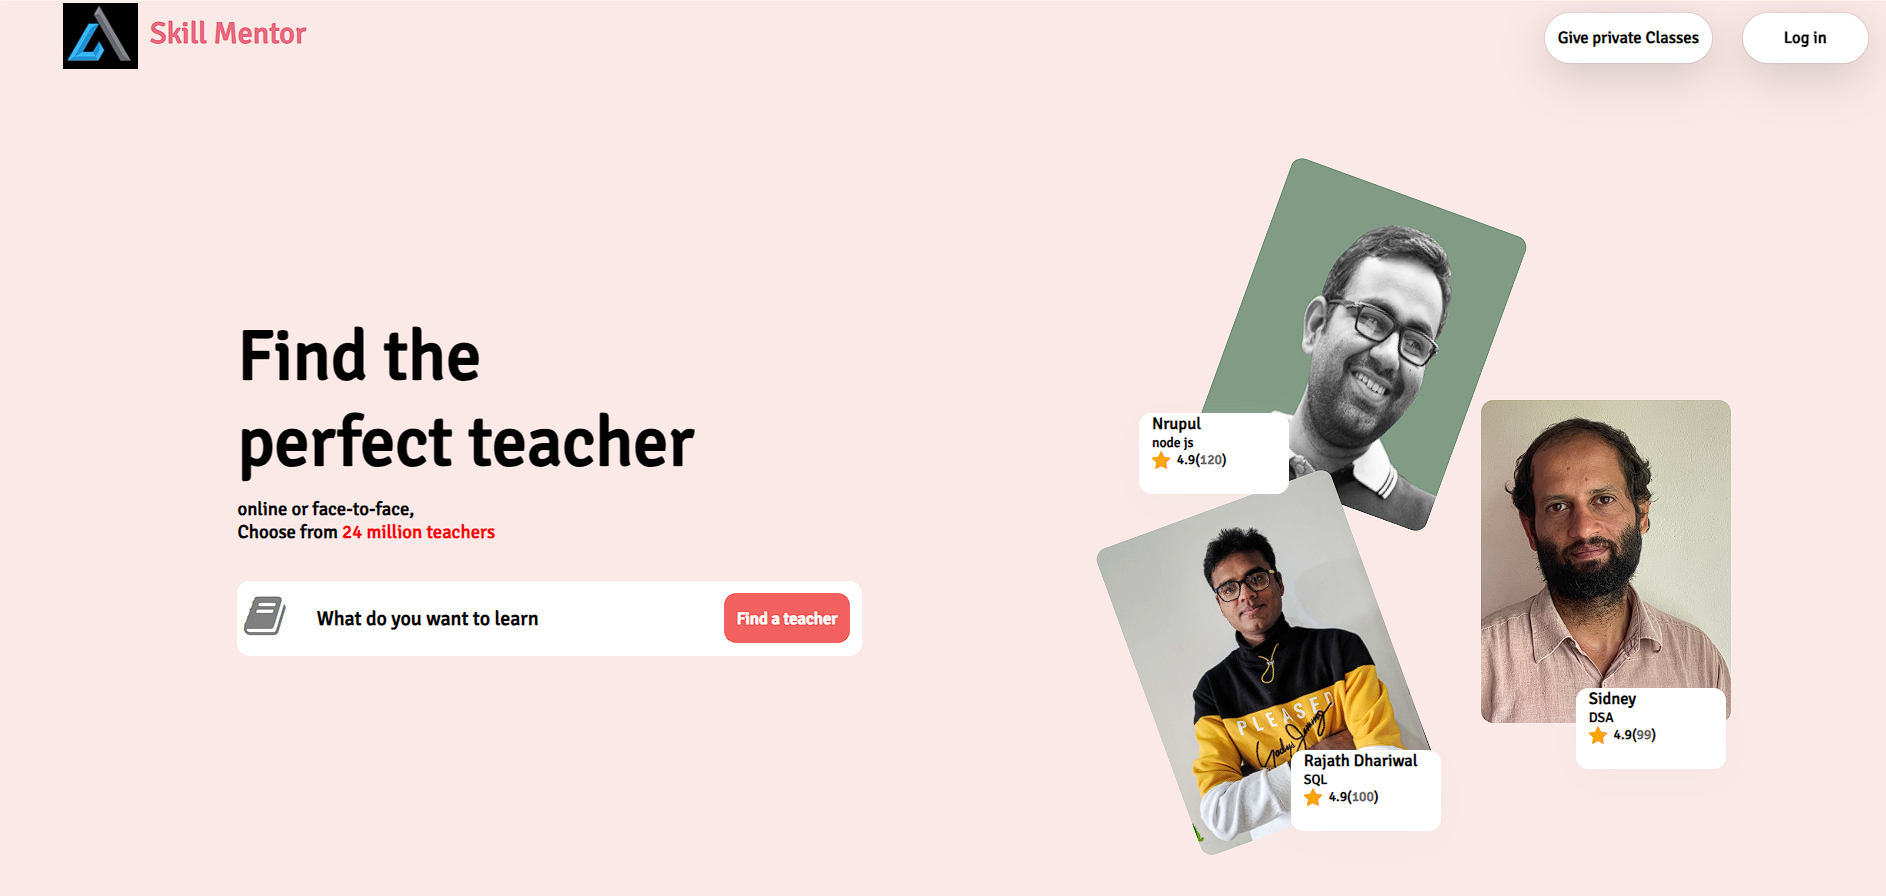 Skill Mentor
Give private Classes
Log in
Find the
perfect teacher
online or face-to-face,
Choose from 24 million teachers
What do you want to learn
Find a teacher
Nrupul
node js
4.9(120)
PLEASED
Rajath Dhariwal
SQL
4.9(100)
Sidney
DSA
4.9(99)